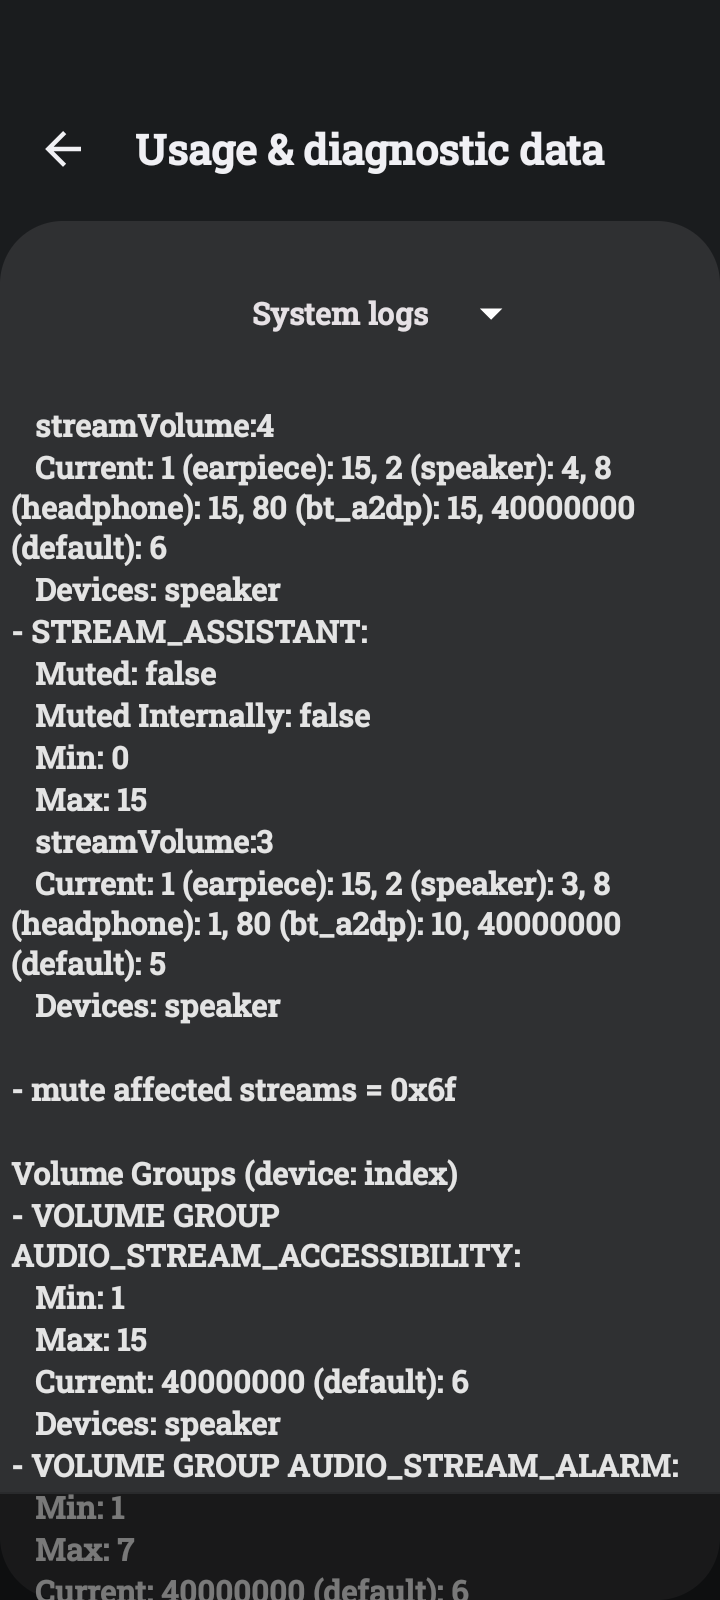 Usage & diagnostic data
System logs
streamVolume:4
Current: 1 (earpiece): 15, 2 (speaker): 4, 8
(headphone): 15, 80 (bt_a2dp): 15, 40000000
(default): 6
Devices: speaker
- STREAM_ASSISTANT:
Muted: false
Muted Internally: false
Min: 0
Max: 15
streamVolume:3
Current: 1 (earpiece): 15, 2 (speaker): 3, 8
(headphone): 1, 80 (bt_a2dp): 10, 40000000
(default): 5
Devices: speaker
- mute affected streams = 0x6f
Volume Groups (device: index)
- VOLUME GROUP
AUDIO_STREAM_ACCESSIBILITY:
Min: 1
Max: 15
Current: 40000000 (default): 6
Devices: speaker
- VOLUME GROUP AUDIO_STREAM_ALARM:
Min: 1
Max: 7
Current: 40000000 (default): 6